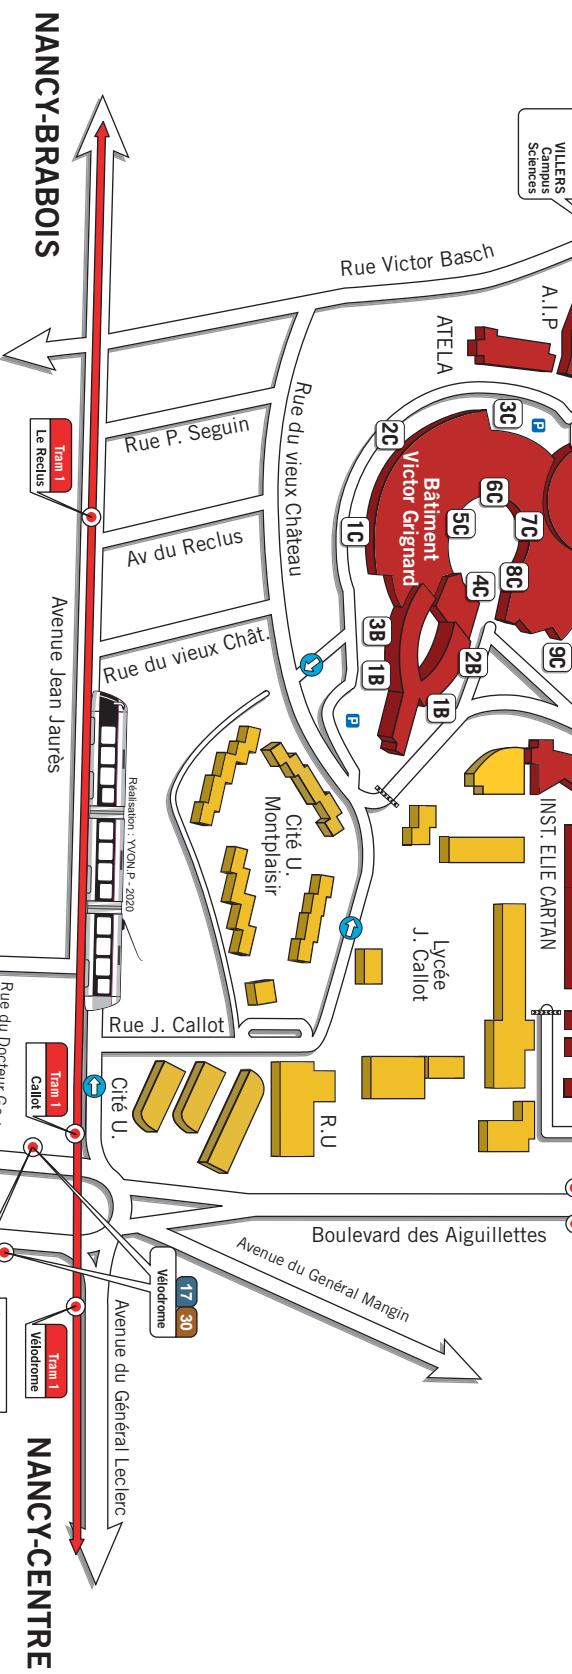 NANCY-BRABOIS
VILLERS
Campus
Sciences
Rue Victor Basch
A.I.P
ATELA
Rue du vieux Château
Rue P. Seguin
Tram 1
Le Reclus
Av du Reclus
Rue du vieux Chât.
Avenue Jean Jaurès
2C
3C
P
6C
7C
5C
8C
4C
1C
9C
Bâtiment
Victor Grignard
3B
1B
2B
1B
P
Réalisation : YVON.P - 2020
Cité U.
Montplaisir
INST. ELIE CARTAN
Lycée
J. Callot
Rue J. Callot
Rue du Docteur
Tram 1
Callot
Cité U.
R.U
Boulevard des Aiguillettes
Avenue du Genéral Mangin
17
30
Vélodrome
Tram 1
Vélodrome
Avenue du Général Leclerc
NANCY-CENTRE